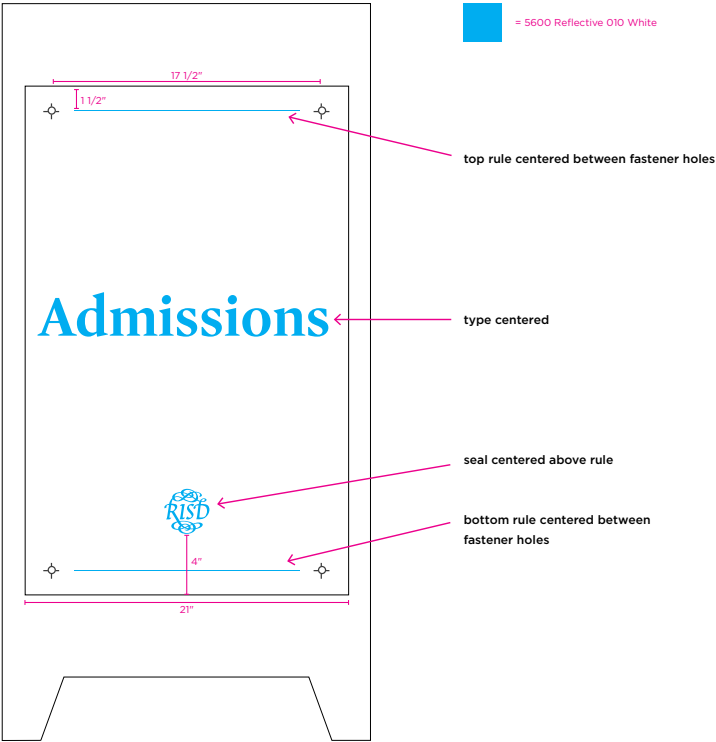 = 5600 Reflective 010 White
17 1/2"
1 1/2"
top rule centered between fastener holes
Admissions
type centered
seal centered above rule
RISD
bottom rule centered between
fastener holes
4"
21"